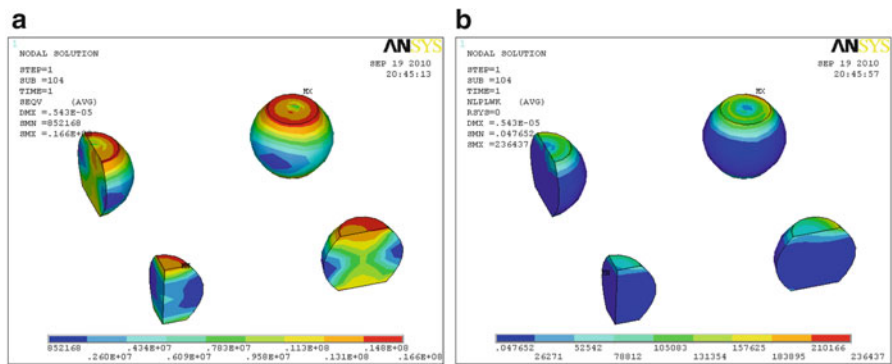 a
1
NODAL SOLUTION
STEP=1
SUB =104
TIME=1
SEQV (AVG)
DMX =.543E-05
SMN =852168
SMX =.166E+08
ANSYS
SEP 19 2010
20:45:13
MX
MN
852168 .434E+07 .783E+07 .113E+08 .148E+08
.260E+07 .609E+07 .958E+07 .131E+08 .166E+08
b
1
NODAL SOLUTION
STEP=1
SUB =104
TIME=1
NLPLWK (AVG)
RSYS=0
DMX =.543E-05
SMN =.047652
SMX =236437
ANSYS
SEP 19 2010
20:45:57
MX
.047652 52542 105083 157625 210166
26271 78812 131354 183895 236437